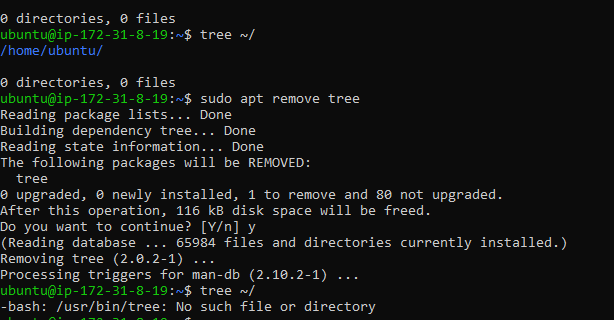 0 directories, 0 files
ubuntu@ip-172-31-8-19:~$ tree ~/
/home/ubuntu/
0 directories, 0 files
ubuntu@ip-172-31-8-19:~$ sudo apt remove tree
Reading package lists... Done
Building dependency tree... Done
Reading state information... Done
The following packages will be REMOVED:
  tree
0 upgraded, 0 newly installed, 1 to remove and 80 not upgraded.
After this operation, 116 kB disk space will be freed.
Do you want to continue? [Y/n] y
(Reading database ... 65984 files and directories currently installed.)
Removing tree (2.0.2-1) ...
Processing triggers for man-db (2.10.2-1) ...
ubuntu@ip-172-31-8-19:~$ tree ~/
-bash: /usr/bin/tree: No such file or directory